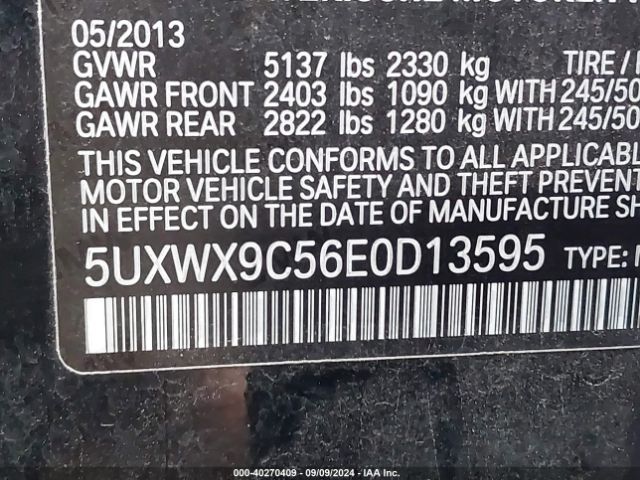 05/2013
GVWR 5137 lbs 2330 kg TIRE /
GAWR FRONT 2403 lbs 1090 kg WITH 245/50
GAWR REAR 2822 lbs 1280 kg WITH 245/50
THIS VEHICLE CONFORMS TO ALL APPLICABL
MOTOR VEHICLE SAFETY AND THEFT PREVENT
IN EFFECT ON THE DATE OF MANUFACTURE SH
5UXWX9C56E0D13595 TYPE:
000-40270409 - 09/09/2024 - IAA Inc.